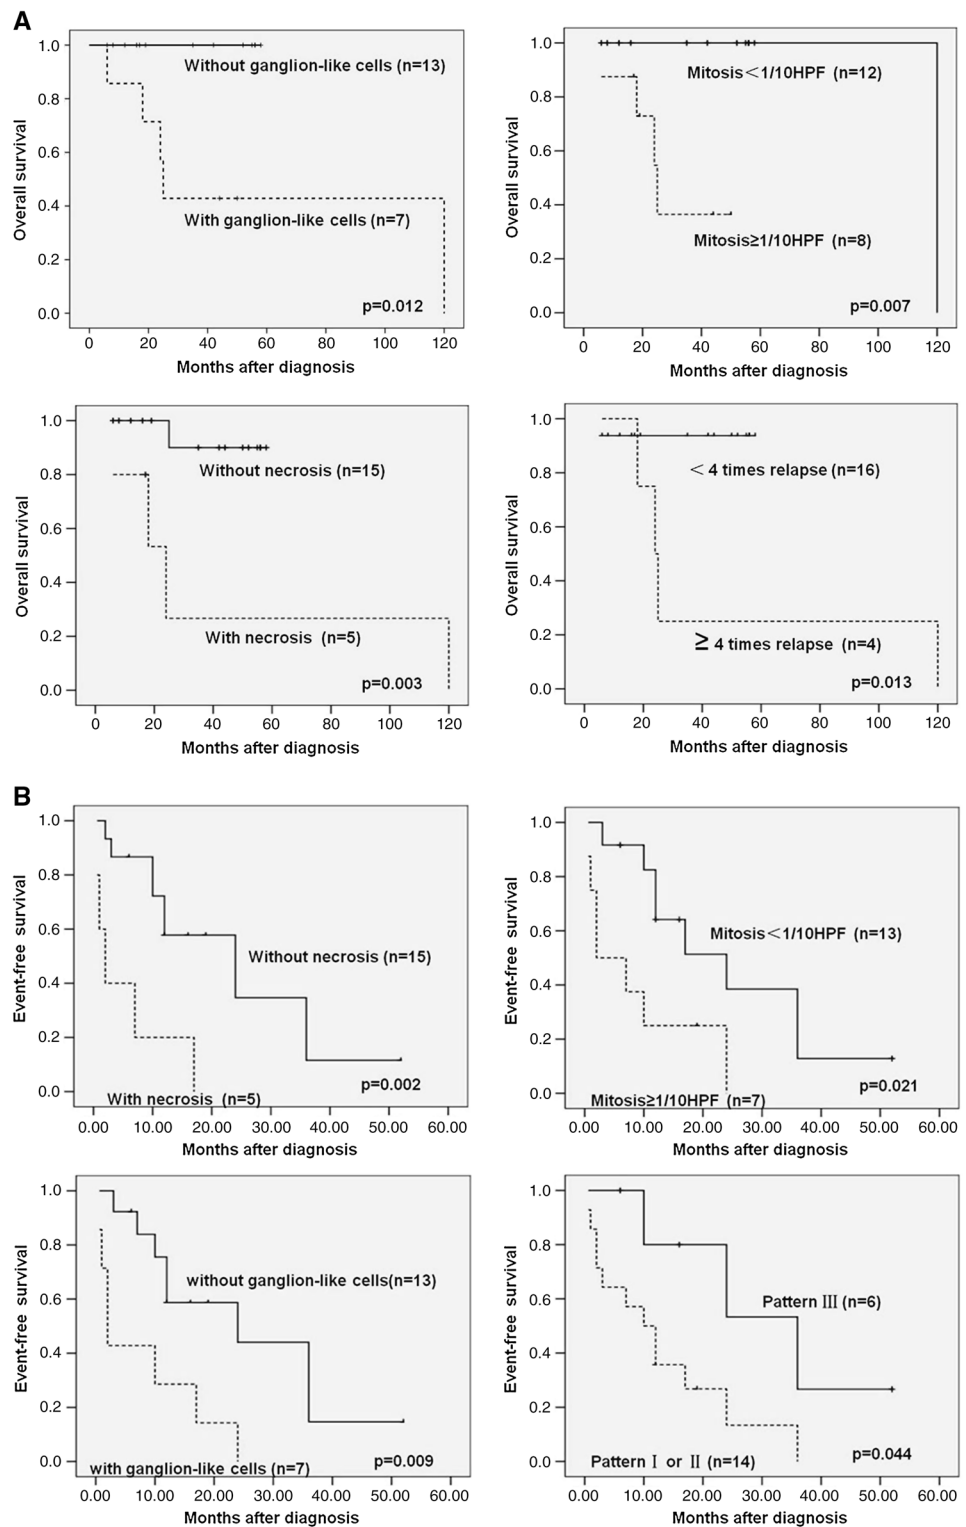 A
Overall survival
1.0
0.8
0.6
0.4
0.2
0.0
Without ganglion-like cells (n=13)
With ganglion-like cells (n=7)
p=0.012
0 20 40 60 80 100 120
Months after diagnosis
Overall survival
1.0
0.8
0.6
0.4
0.2
0.0
Mitosis<1/10HPF (n=12)
Mitosis≥1/10HPF (n=8)
p=0.007
0 20 40 60 80 100 120
Months after diagnosis
Overall survival
1.0
0.8
0.6
0.4
0.2
0.0
Without necrosis (n=15)
With necrosis (n=5)
p=0.003
0 20 40 60 80 100 120
Months after diagnosis
Overall survival
1.0
0.8
0.6
0.4
0.2
0.0
< 4 times relapse (n=16)
≥ 4 times relapse (n=4)
p=0.013
0 20 40 60 80 100 120
Months after diagnosis
B
Event-free survival
1.0
0.8
0.6
0.4
0.2
0.0
Without necrosis (n=15)
p=0.002
With necrosis (n=5)
0.00 10.00 20.00 30.00 40.00 50.00 60.00
Months after diagnosis
Event-free survival
1.0
0.8
0.6
0.4
0.2
0.0
Mitosis<1/10HPF (n=13)
p=0.021
Mitosis≥1/10HPF (n=7)
0.00 10.00 20.00 30.00 40.00 50.00 60.00
Months after diagnosis
Event-free survival
1.0
0.8
0.6
0.4
0.2
0.0
without ganglion-like cells(n=13)
p=0.009
with ganglion-like cells (n=7)
0.00 10.00 20.00 30.00 40.00 50.00 60.00
Months after diagnosis
Event-free survival
1.0
0.8
0.6
0.4
0.2
0.0
Pattern Ⅲ (n=6)
p=0.044
Pattern Ⅰ or Ⅱ (n=14)
0.00 10.00 20.00 30.00 40.00 50.00 60.00
Months after diagnosis